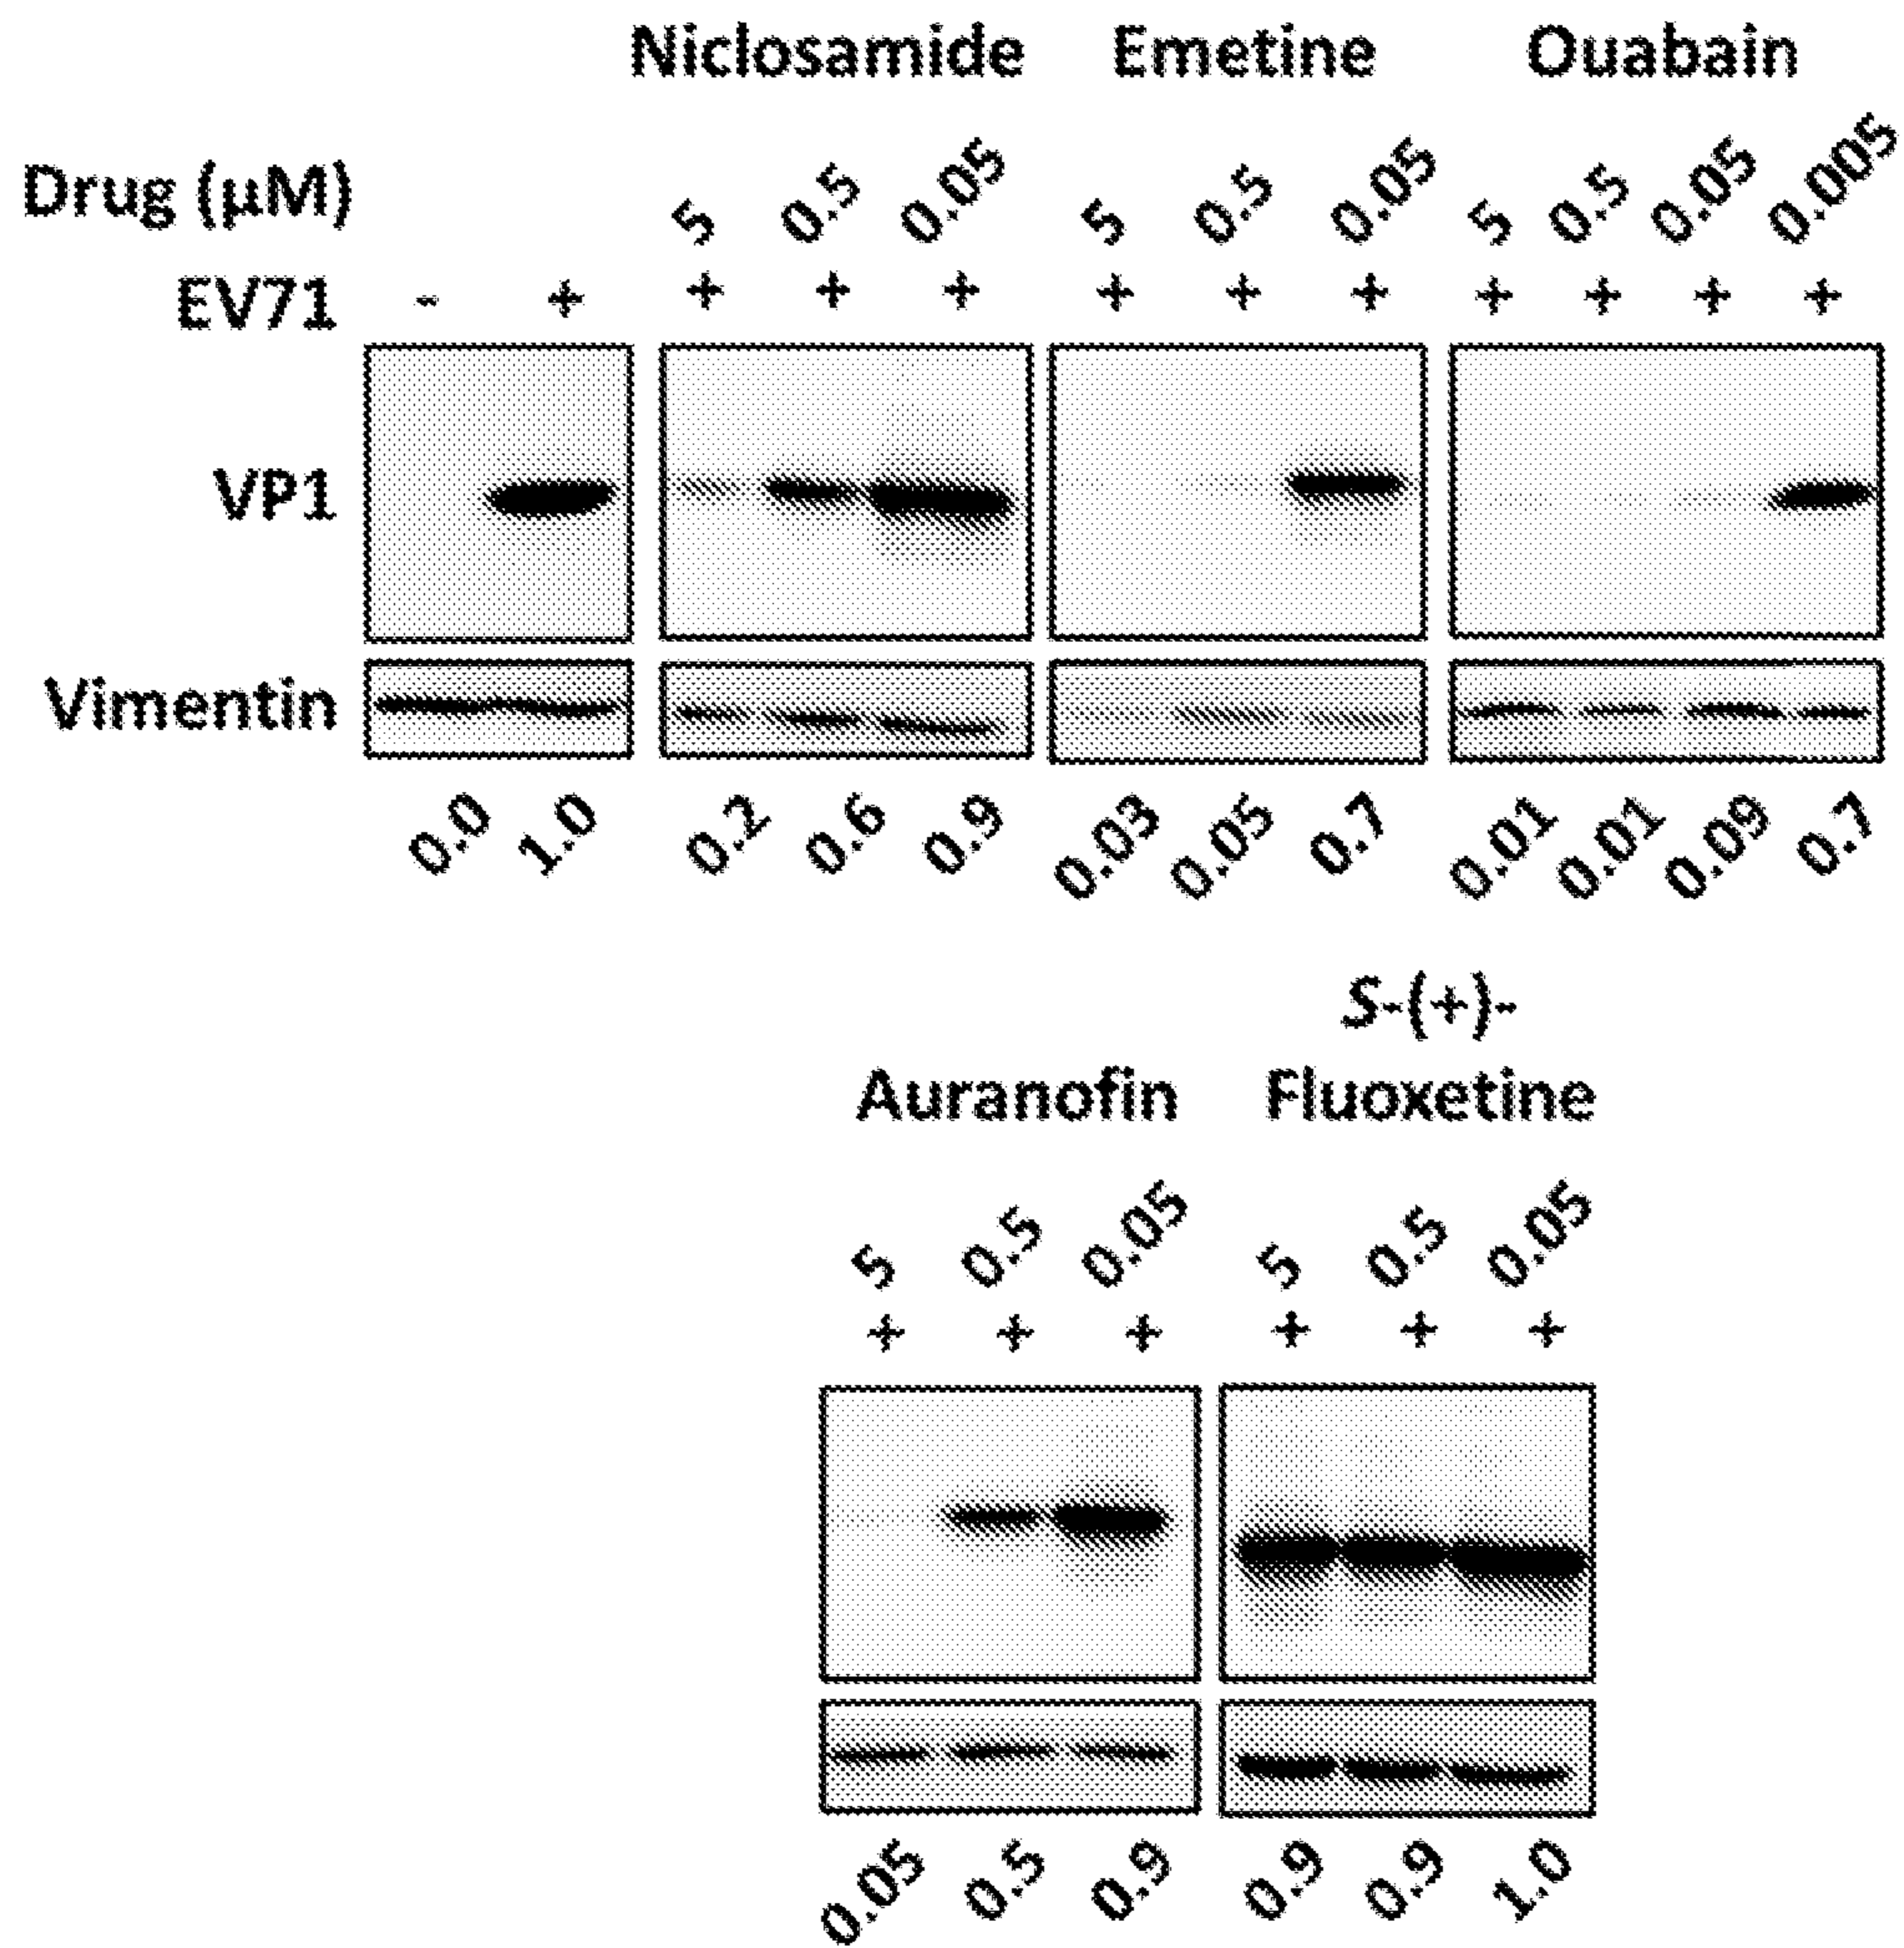 Niclosamide Emetine Ouabain
Drug (µM) 5 0.5 0.05 5 0.5 0.05 5 0.5 0.05 0.005
EV71 - + + + + + + + + + + +
VP1
Vimentin
0.0 1.0 0.2 0.6 0.9 0.03 0.05 0.7 0.01 0.01 0.09 0.7
S-(+)-
Auranofin Fluoxetine
5 0.5 0.05 5 0.5 0.05
+ + + + + +
0.05 0.5 0.9 0.9 0.9 1.0